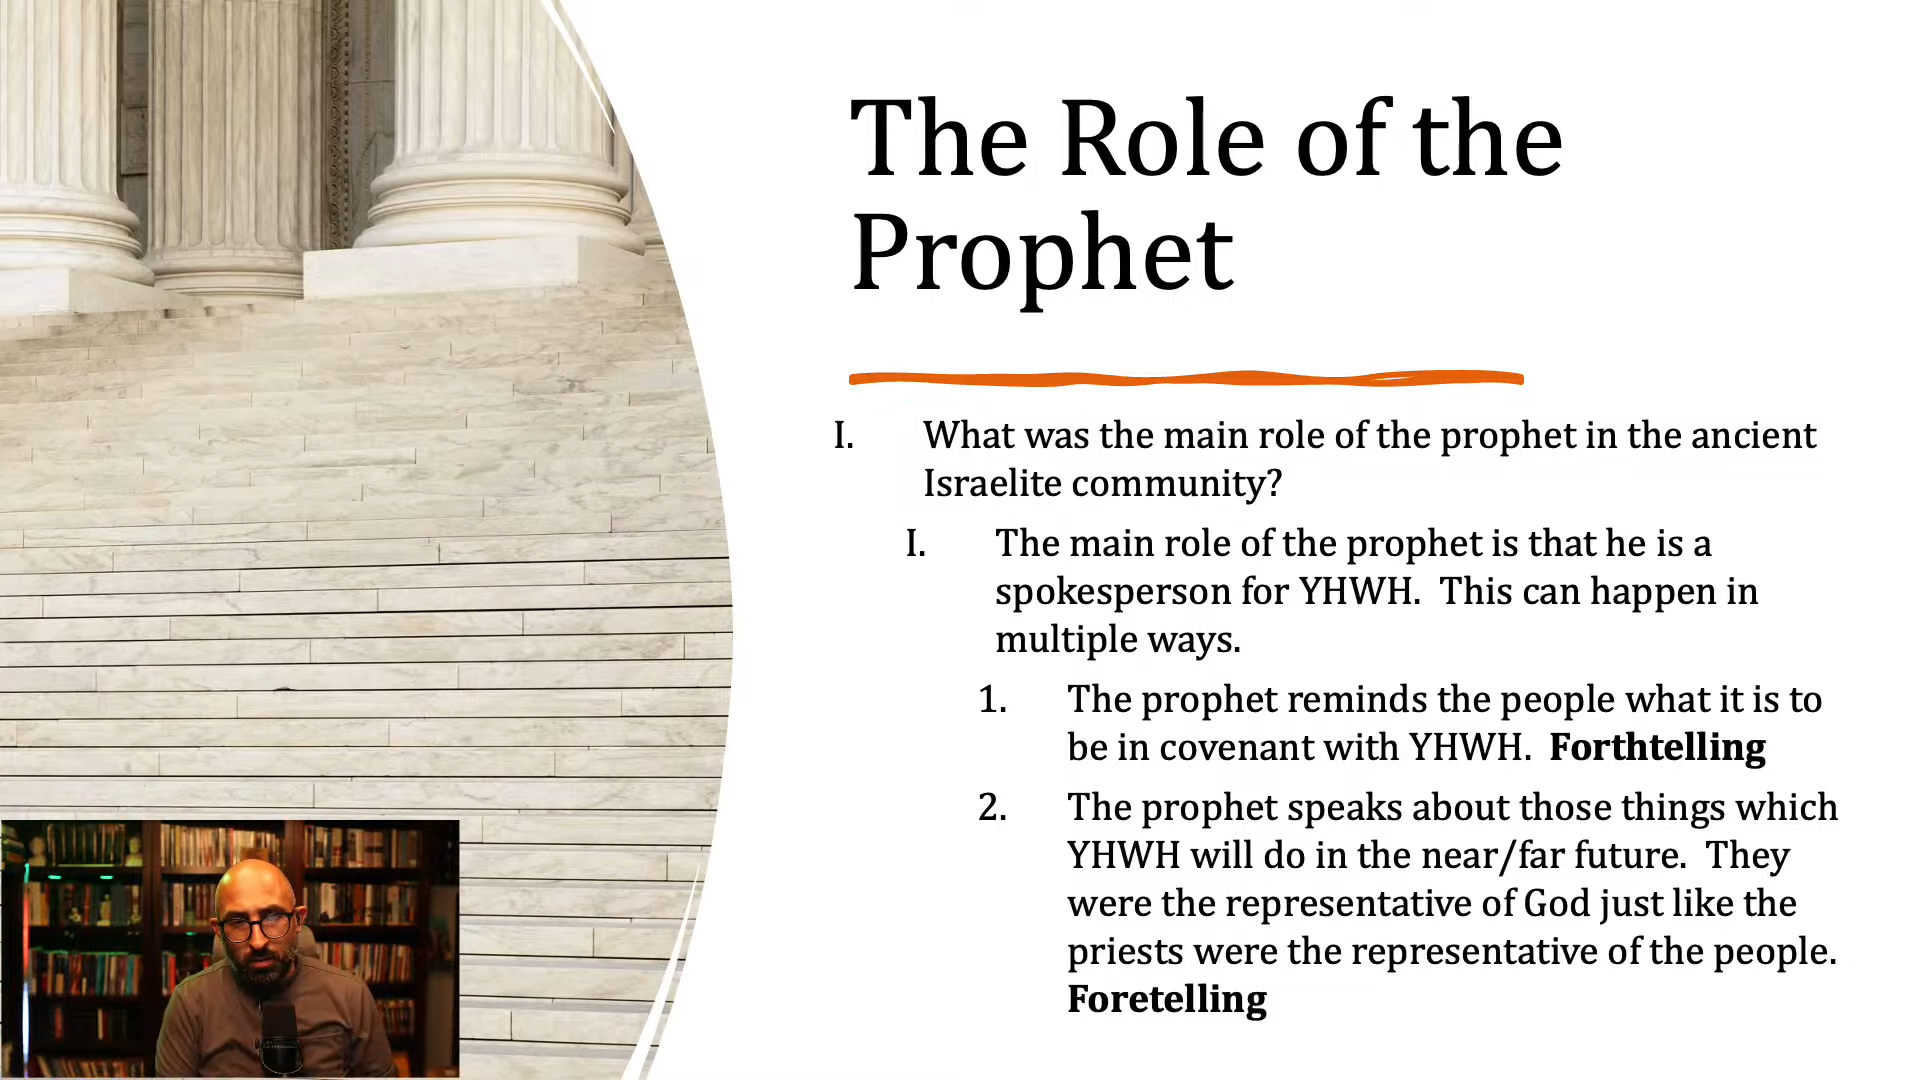 The Role of the
Prophet
I. What was the main role of the prophet in the ancient
Israelite community?
I. The main role of the prophet is that he is a
spokesperson for YHWH. This can happen in
multiple ways.
1. The prophet reminds the people what it is to
be in covenant with YHWH. Forthtelling
2. The prophet speaks about those things which
YHWH will do in the near/far future. They
were the representative of God just like the
priests were the representative of the people.
Foretelling